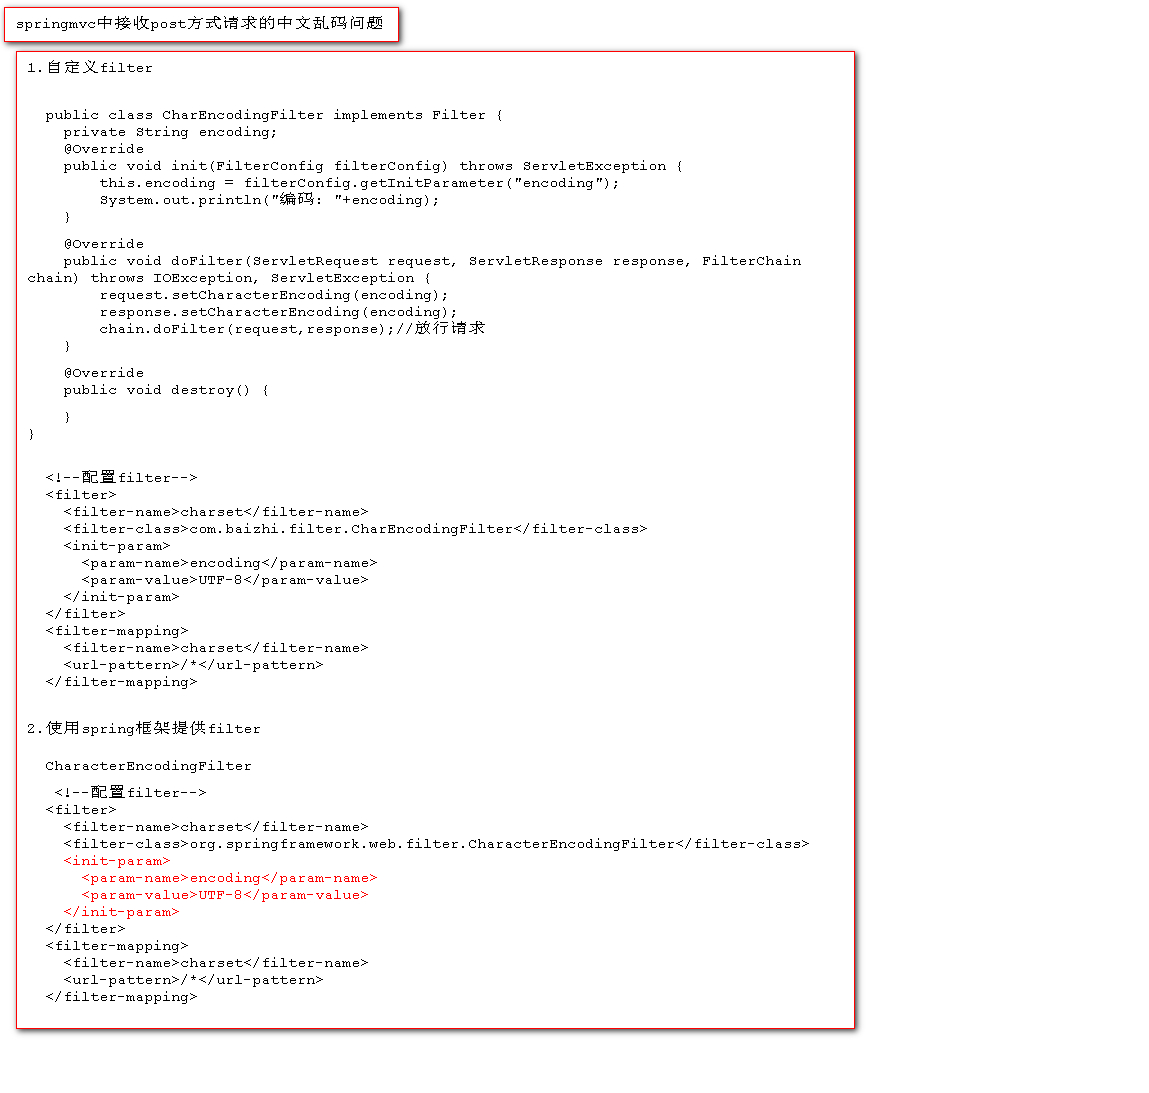 springmvc中接收post方式请求的中文乱码问题
1.自定义filter
public class CharEncodingFilter implements Filter {
private String encoding;
@Override
public void init(FilterConfig filterConfig) throws ServletException {
this.encoding = filterConfig.getInitParameter("encoding");
System.out.println("编码: "+encoding);
}
@Override
public void doFilter(ServletRequest request, ServletResponse response, FilterChain
chain) throws IOException, ServletException {
request.setCharacterEncoding(encoding);
response.setCharacterEncoding(encoding);
chain.doFilter(request,response);//放行请求
}
@Override
public void destroy() {
}
}
<!--配置filter-->
<filter>
<filter-name>charset</filter-name>
<filter-class>com.baizhi.filter.CharEncodingFilter</filter-class>
<init-param>
<param-name>encoding</param-name>
<param-value>UTF-8</param-value>
</init-param>
</filter>
<filter-mapping>
<filter-name>charset</filter-name>
<url-pattern>/*</url-pattern>
</filter-mapping>
2.使用spring框架提供filter
CharacterEncodingFilter
<!--配置filter-->
<filter>
<filter-name>charset</filter-name>
<filter-class>org.springframework.web.filter.CharacterEncodingFilter</filter-class>
<init-param>
<param-name>encoding</param-name>
<param-value>UTF-8</param-value>
</init-param>
</filter>
<filter-mapping>
<filter-name>charset</filter-name>
<url-pattern>/*</url-pattern>
</filter-mapping>